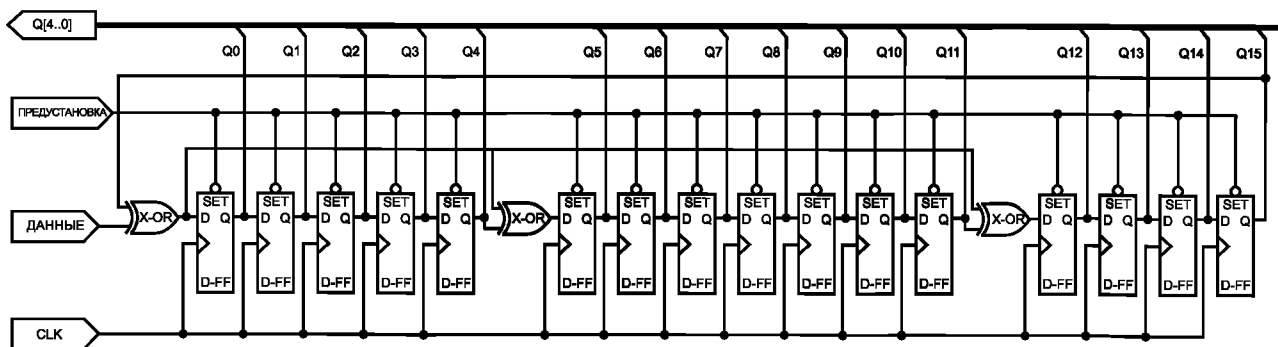 Q[4..0]
Q0 Q1 Q2 Q3 Q4 Q5 Q6 Q7 Q8 Q9 Q10 Q11 Q12 Q13 Q14 Q15
ПРЕДУСТАНОВКА
SET SET SET SET SET SET SET SET SET SET SET SET SET SET SET SET
ДАННЫЕ
X-OR D Q D Q D Q D Q D Q X-OR D Q D Q D Q D Q D Q D Q D Q X-OR D Q D Q D Q D Q
D-FF D-FF D-FF D-FF D-FF D-FF D-FF D-FF D-FF D-FF D-FF D-FF D-FF D-FF D-FF D-FF
CLK